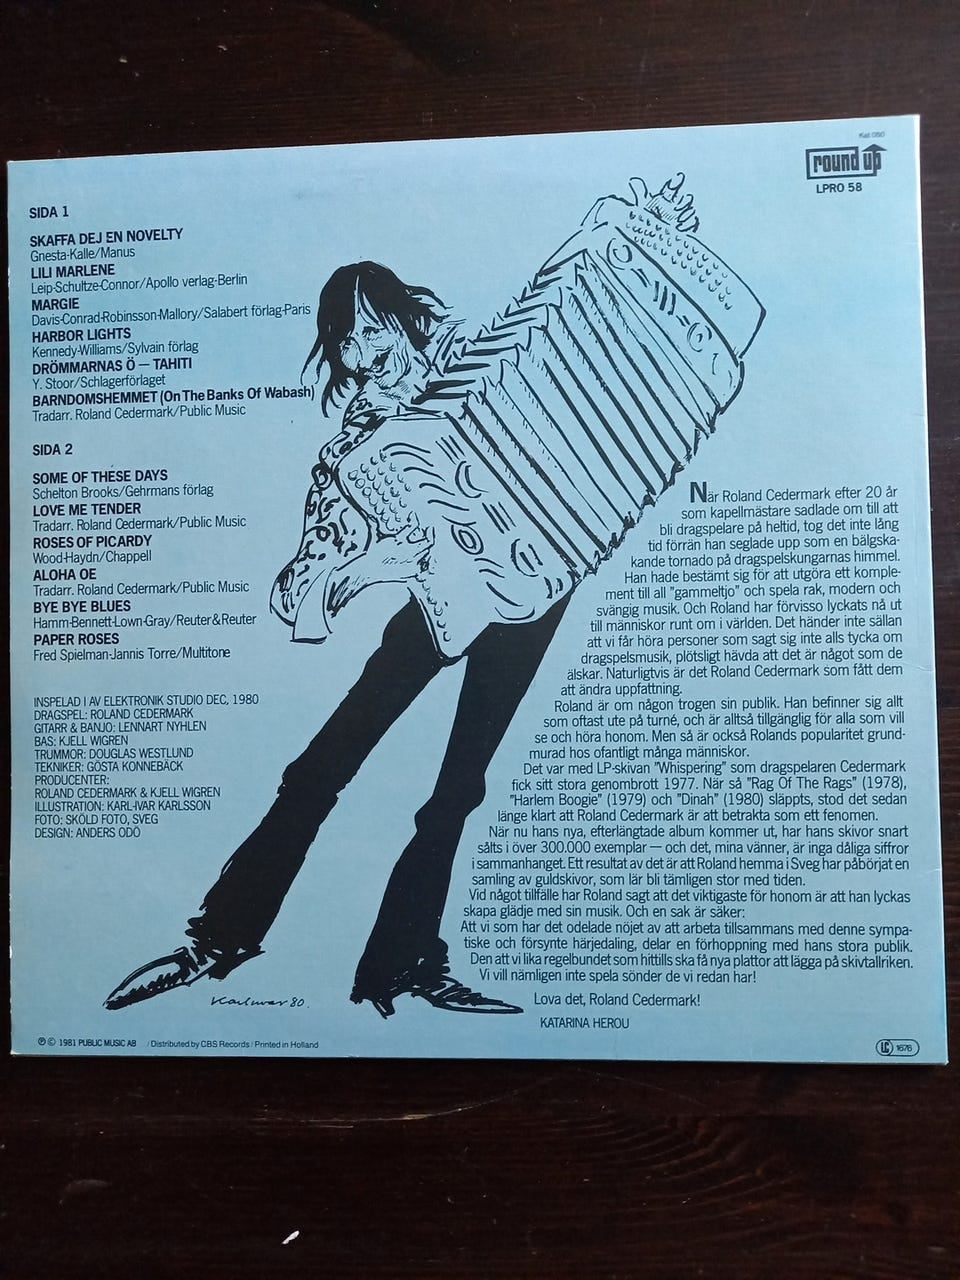 Kat 050
round up
LPRO 58
SIDA 1
SKAFFA DEJ EN NOVELTY
Gnesta-Kalle/Manus
LILI MARLENE
Leip-Schultze-Connor/Apollo verlag-Berlin
MARGIE
Davis-Conrad-Robinsson-Mallory/Salabert förlag-Paris
HARBOR LIGHTS
Kennedy-Williams/Sylvain förlag
DRÖMMARNAS Ö — TAHITI
Y. Stoor/Schlagerförlaget
BARNDOMSHEMMET (On The Banks Of Wabash)
Tradarr. Roland Cedermark/Public Music
SIDA 2
SOME OF THESE DAYS
Schelton Brooks/Gehrmans förlag
LOVE ME TENDER
Tradarr. Roland Cedermark/Public Music
ROSES OF PICARDY
Wood-Haydn/Chappell
ALOHA OE
Tradarr. Roland Cedermark/Public Music
BYE BYE BLUES
Hamm-Bennett-Lown-Gray/Reuter & Reuter
PAPER ROSES
Fred Spielman-Jannis Torre/Multitone
INSPELAD I AV ELEKTRONIK STUDIO DEC, 1980
DRAGSPEL: ROLAND CEDERMARK
GITARR & BANJO: LENNART NYHLEN
BAS: KJELL WIGREN
TRUMMOR: DOUGLAS WESTLUND
TEKNIKER: GÖSTA KONNEBÄCK
PRODUCENTER:
ROLAND CEDERMARK & KJELL WIGREN
ILLUSTRATION: KARL-IVAR KARLSSON
FOTO: SKÖLD FOTO, SVEG
DESIGN: ANDERS ODÖ
När Roland Cedermark efter 20 år
som kapellmästare sadlade om till att
bli dragspelare på heltid, tog det inte lång
tid förrän han seglade upp som en bälgska-
kande tornado på dragspelskungarnas himmel.
Han hade bestämt sig för att utgöra ett komple-
ment till all "gammeltjo" och spela rak, modern och
svängig musik. Och Roland har förvisso lyckats nå ut
till människor runt om i världen. Det händer inte sällan
att vi får höra personer som sagt sig inte alls tycka om
dragspelsmusik, plötsligt hävda att det är något som de
älskar. Naturligtvis är det Roland Cedermark som fått dem
att ändra uppfattning.
Roland är om någon trogen sin publik. Han befinner sig allt
som oftast ute på turné, och är alltså tillgänglig för alla som vill
se och höra honom. Men så är också Rolands popularitet grund-
murad hos ofantligt många människor.
Det var med LP-skivan "Whispering" som dragspelaren Cedermark
fick sitt stora genombrott 1977. När så "Rag Of The Rags" (1978),
"Harlem Boogie" (1979) och "Dinah" (1980) släppts, stod det sedan
länge klart att Roland Cedermark är att betrakta som ett fenomen.
När nu hans nya, efterlängtade album kommer ut, har hans skivor snart
sålts i över 300.000 exemplar — och det, mina vänner, är inga dåliga siffror
i sammanhanget. Ett resultat av det är att Roland hemma i Sveg har påbörjat en
samling av guldskivor, som lär bli tämligen stor med tiden.
Vid något tillfälle har Roland sagt att det viktigaste för honom är att han lyckas
skapa glädje med sin musik. Och en sak är säker:
Att vi som har det odelade nöjet av att arbeta tillsammans med denne sympa-
tiske och försynte härjedaling, delar en förhoppning med hans stora publik.
Den att vi lika regelbundet som hittills ska få nya plattor att lägga på skivtallriken.
Vi vill nämligen inte spela sönder de vi redan har!
Lova det, Roland Cedermark!
KATARINA HEROU
Karl-Ivar 80.
℗ © 1981 PUBLIC MUSIC AB / Distributed by CBS Records / Printed in Holland
LC 1676